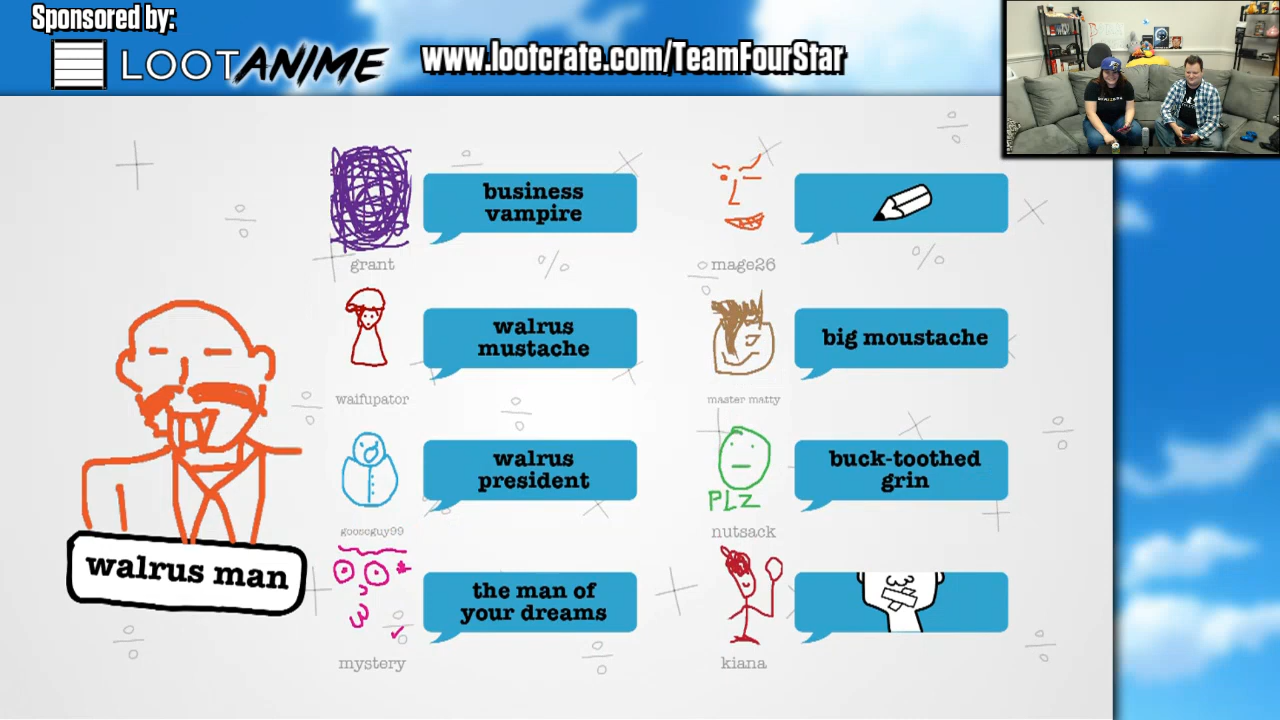 Sponsored by:
LOOTANIME
www.lootcrate.com/TeamFourStar
business
vampire
grant
mage26
walrus
mustache
big moustache
waifupator
master matty
walrus
president
buck-toothed
grin
PLZ
gooseguy99
nutsack
walrus man
the man of
your dreams
mystery
kiana